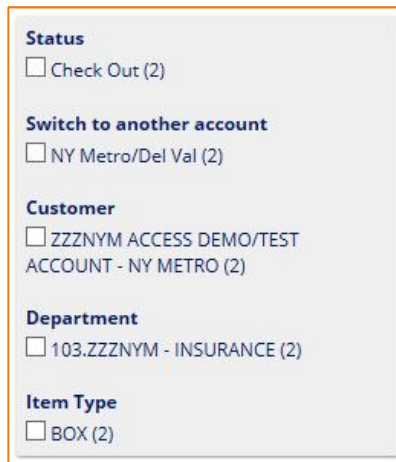 Status
Check Out (2)
Switch to another account
NY Metro/Del Val (2)
Customer
ZZZNYM ACCESS DEMO/TEST
ACCOUNT - NY METRO (2)
Department
103.ZZZNYM - INSURANCE (2)
Item Type
BOX (2)